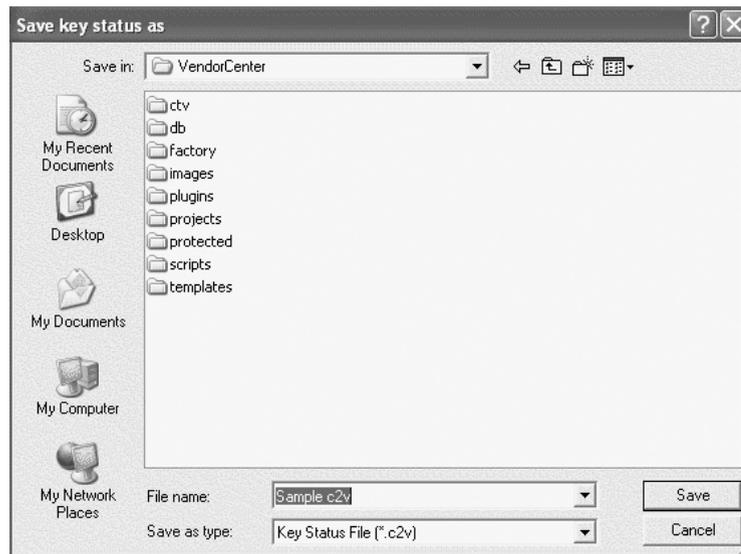 Save key status as
Save in: VendorCenter
My Recent
Documents
Desktop
My Documents
My Computer
My Network
Places
ctv
db
factory
images
plugins
projects
protected
scripts
templates
File name: Sample c2v
Save
Save as type: Key Status File (*.c2v)
Cancel